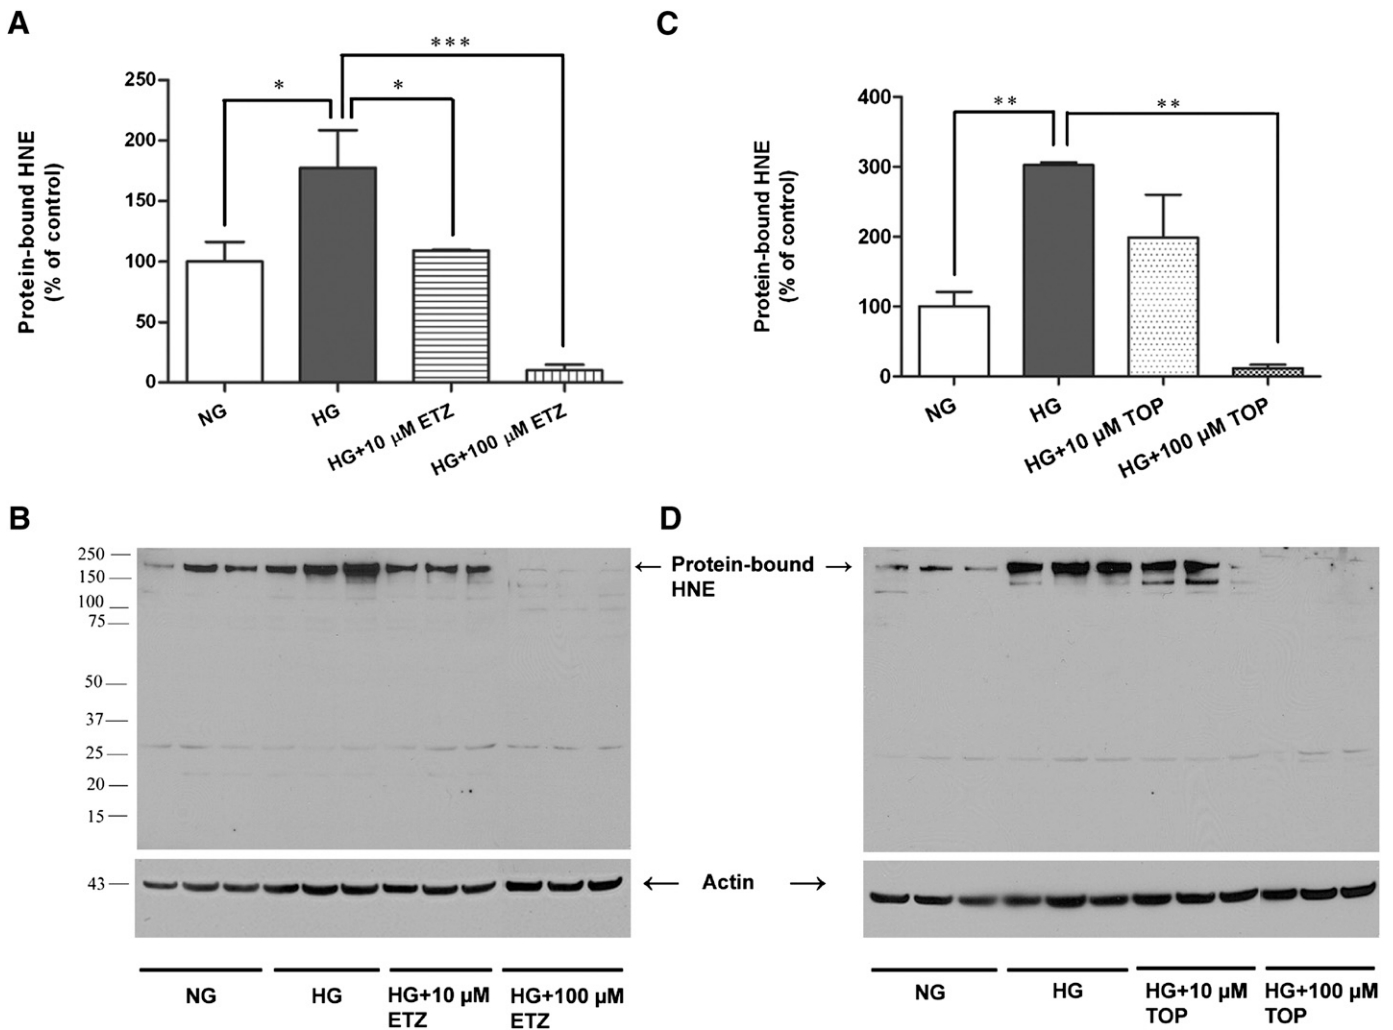 A
Protein-bound HNE
(% of control)
250
200
150
100
50
0
*
*
***
NG
HG
HG+10 μM ETZ
HG+100 μM ETZ
C
Protein-bound HNE
(% of control)
400
300
200
100
0
**
**
NG
HG
HG+10 μM TOP
HG+100 μM TOP
B
250
150
100
75
50
37
25
20
15
43
D
← Protein-bound →
HNE
← Actin →
NG
HG
HG+10 μM
ETZ
HG+100 μM
ETZ
NG
HG
HG+10 μM
TOP
HG+100 μM
TOP